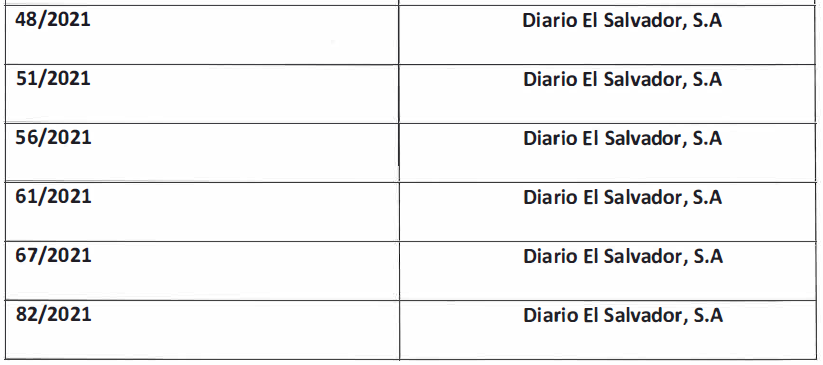 48/2021 Diario El Salvador, S.A
51/2021 Diario El Salvador, S.A
56/2021 Diario El Salvador, S.A
61/2021 Diario El Salvador, S.A
67/2021 Diario El Salvador, S.A
82/2021 Diario El Salvador, S.A